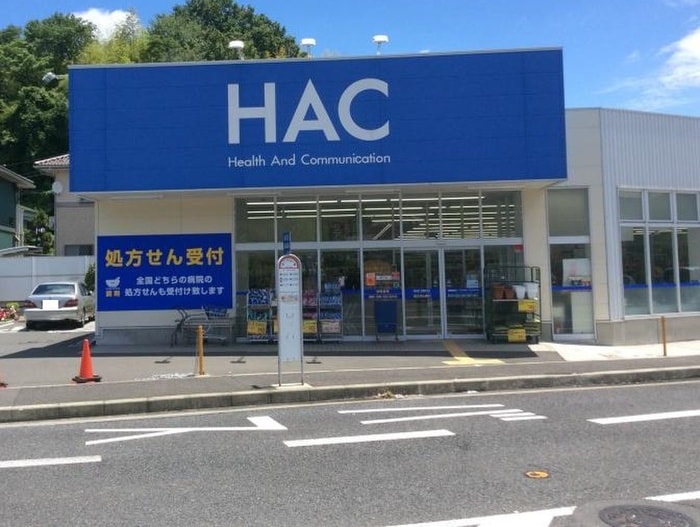 HAC
Health And Communication
処方せん受付
全国どちらの病院の
処方せんも受付け致します